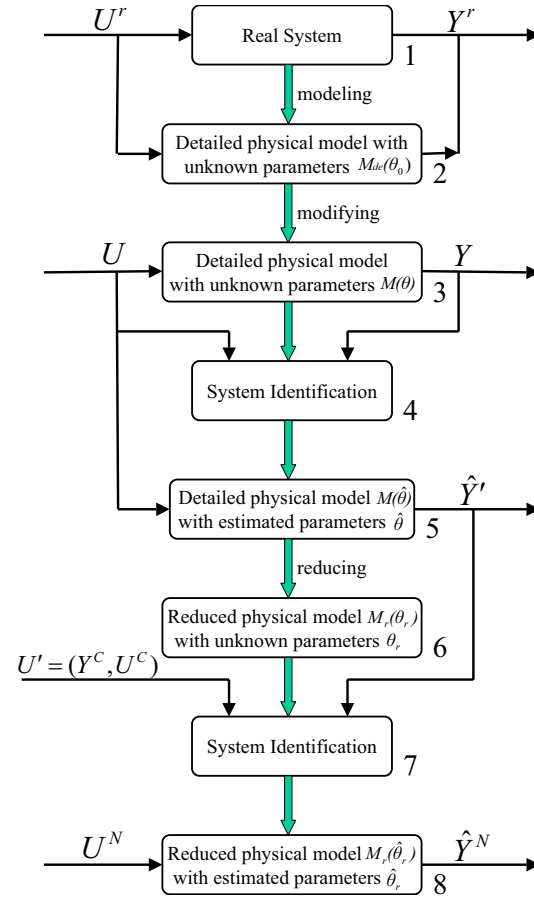 U^r
Real System
Y^r
1
modeling
Detailed physical model with
unknown parameters M_{de}(θ_0)
2
modifying
U
Detailed physical model
with unknown parameters M(θ)
Y
3
System Identification
4
Detailed physical model M(θ̂)
with estimated parameters θ̂
Ŷ'
5
reducing
Reduced physical model M_r(θ_r)
with unknown parameters θ_r
6
U' = (Y^C, U^C)
System Identification
7
U^N
Reduced physical model M_r(θ̂_r)
with estimated parameters θ̂_r
Ŷ^N
8